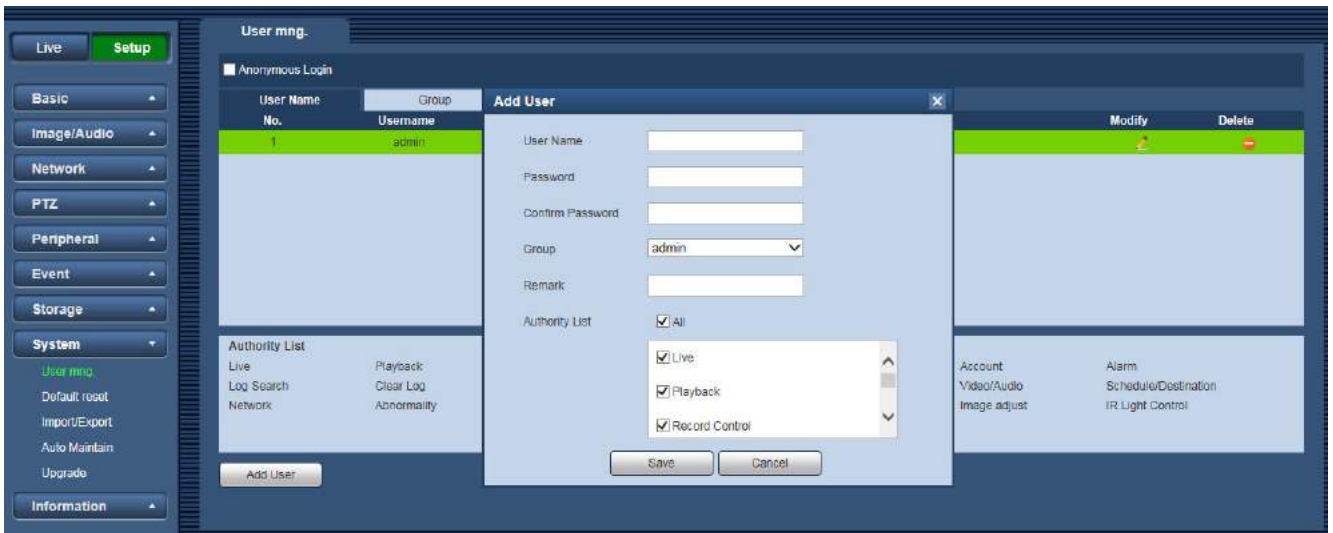 Live Setup
Basic
Image/Audio
Network
PTZ
Peripheral
Event
Storage
System
User mng.
Default reset
Import/Export
Auto Maintain
Upgrade
Information
User mng.
Anonymous Login
User Name Group
No. Username Modify Delete
1 admin
Authority List
Live Playback Account Alarm
Log Search Clear Log Video/Audio Schedule/Destination
Network Abnormality Image adjust IR Light Control
Add User
Add User
User Name
Password
Confirm Password
Group admin
Remark
Authority List All
Live
Playback
Record Control
Save Cancel